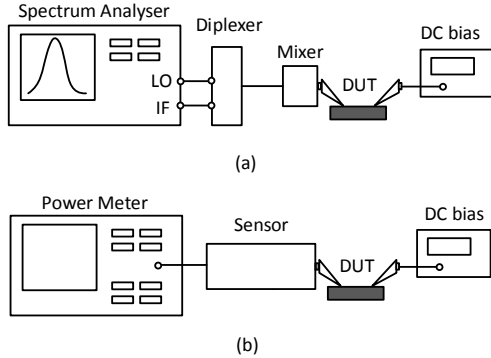 Spectrum Analyser
Diplexer
DC bias
Mixer
LO
DUT
IF
(a)
Power Meter
Sensor
DC bias
DUT
(b)